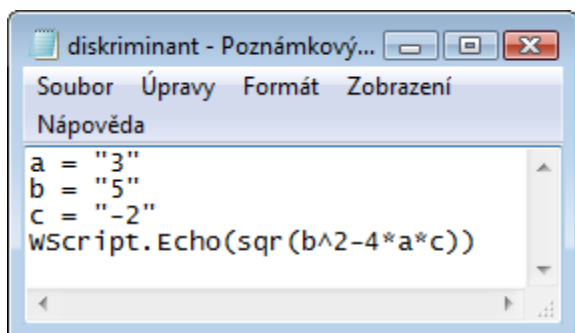 diskriminant - Poznámkový...
Soubor Úpravy Formát Zobrazení
Nápověda
a = "3"
b = "5"
c = "-2"
WScript.Echo(sqr(b^2-4*a*c))